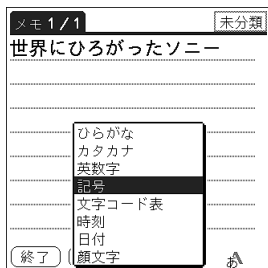 メモ 1/1
未分類
世界にひろがったソニー
ひらがな
カタカナ
英数字
記号
文字コード表
時刻
日付
顔文字
終了
あ